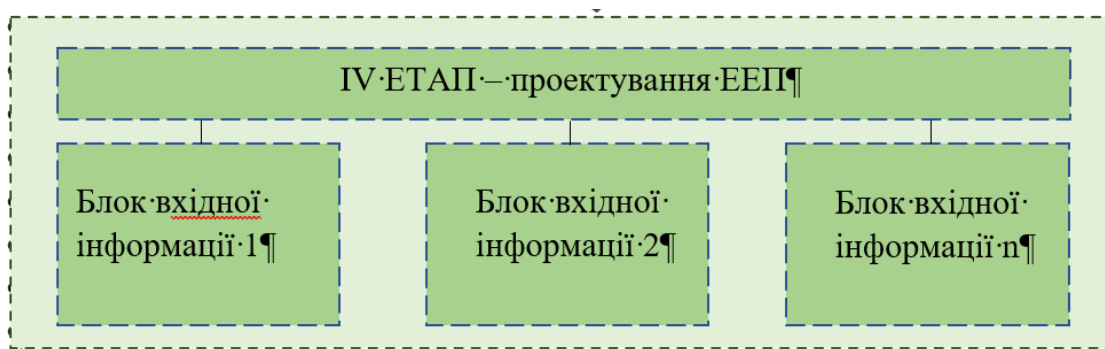 IV ЕТАП – проектування ЕЕП¶
Блок вхідної
інформації 1¶
Блок вхідної
інформації 2¶
Блок вхідної
інформації n¶